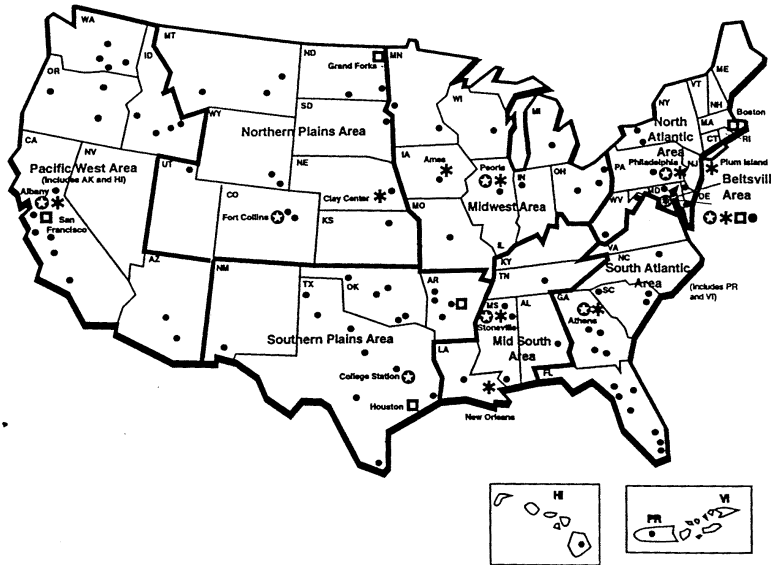 WA
MT
ND
MN
Grand Forks
ME
ID
OR
VT
WI
MI
NY
NH
Boston
SD
WY
MA
North
Atlantic
Area
CT
RI
Northern Plains Area
CA
NV
Pacific West Area
(includes AK and HI)
UT
NE
IA
Ames
PA
Philadelphia
NJ
Plum Island
Peoria
IN
OH
Albany
CO
Clay Center
MD
DE
Beltsville
Area
Fort Collins
MO
Midwest Area
WV
San
Francisco
KS
IL
KY
VA
AZ
NM
TN
NC
South Atlantic
Area
(includes PR
and VI)
TX
OK
AR
MS
AL
GA
SC
Stoneville
Athens
Southern Plains Area
Mid South
Area
LA
College Station
FL
Houston
New Orleans
HI
VI
PR